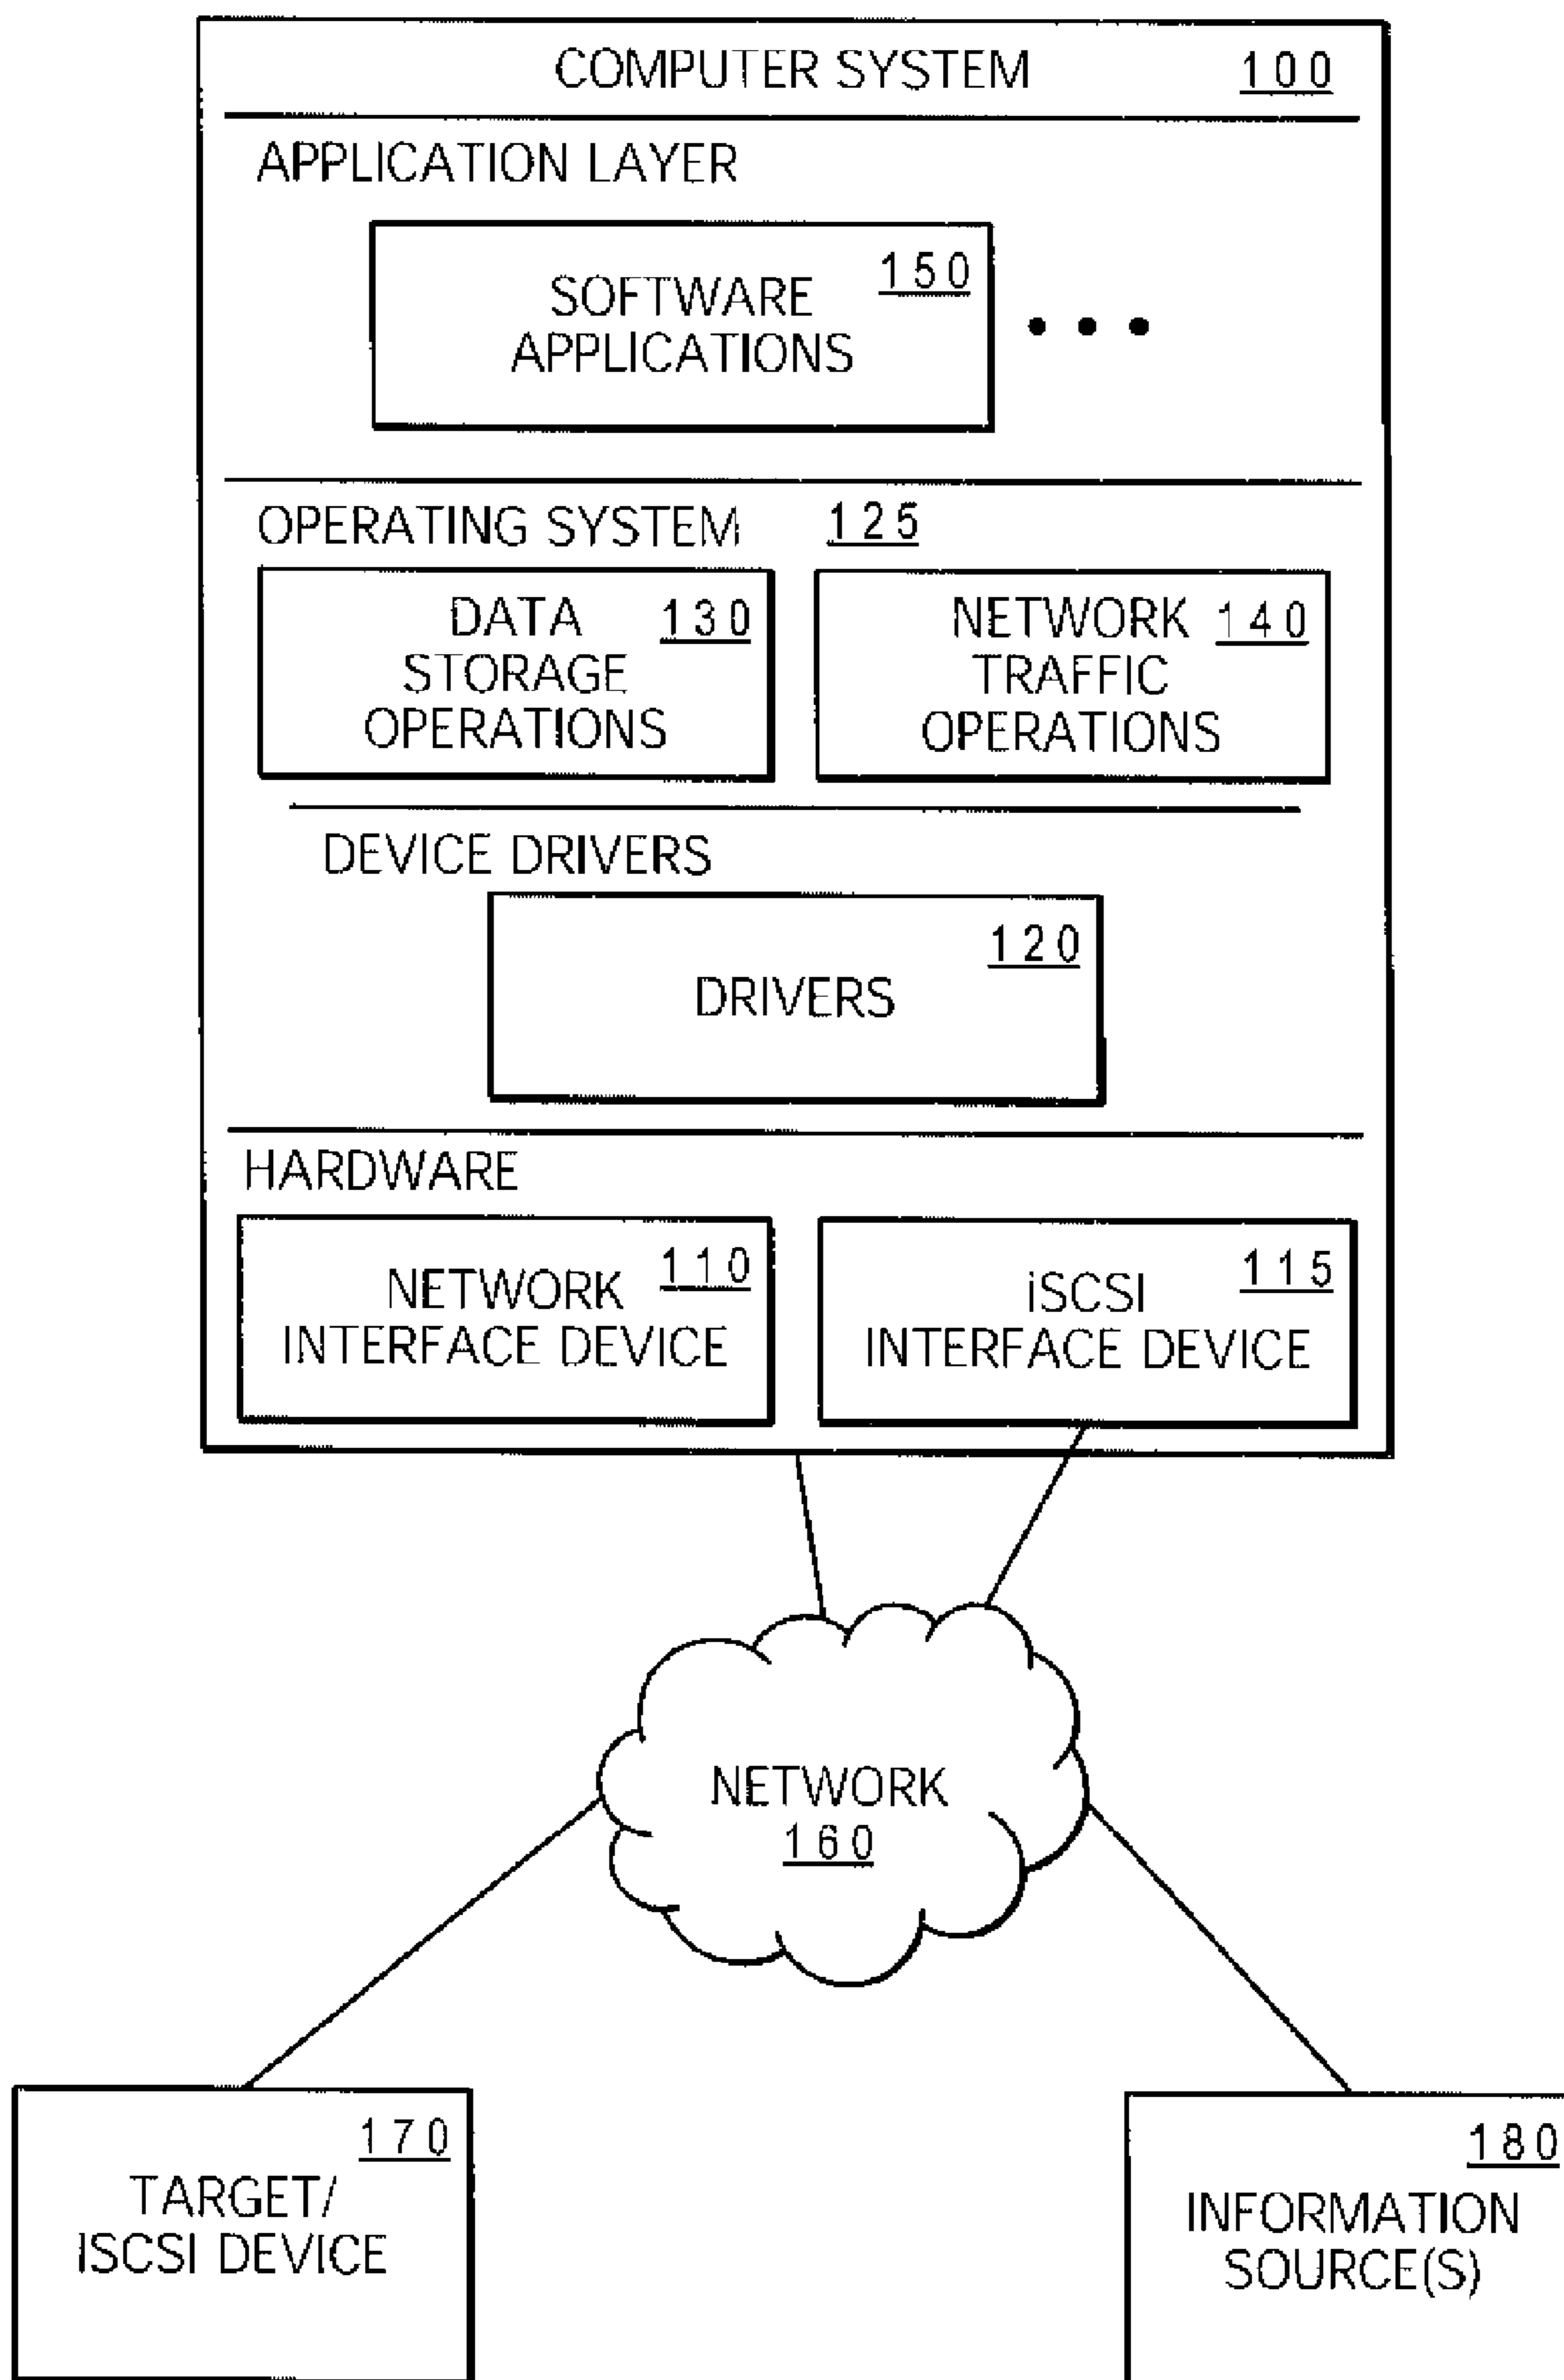 COMPUTER SYSTEM 100
APPLICATION LAYER
150
SOFTWARE
APPLICATIONS
OPERATING SYSTEM 125
DATA 130
STORAGE
OPERATIONS
NETWORK 140
TRAFFIC
OPERATIONS
DEVICE DRIVERS
120
DRIVERS
HARDWARE
110
NETWORK
INTERFACE DEVICE
115
iSCSI
INTERFACE DEVICE
NETWORK
160
170
TARGET/
ISCSI DEVICE
180
INFORMATION
SOURCE(S)